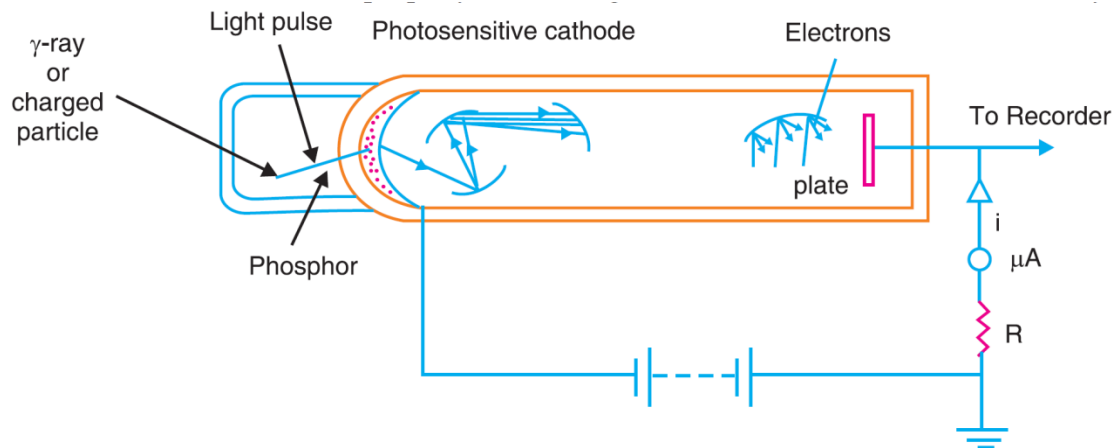 Light pulse
Photosensitive cathode
Electrons
γ-ray
or
charged
particle
To Recorder
plate
i
μA
Phosphor
R